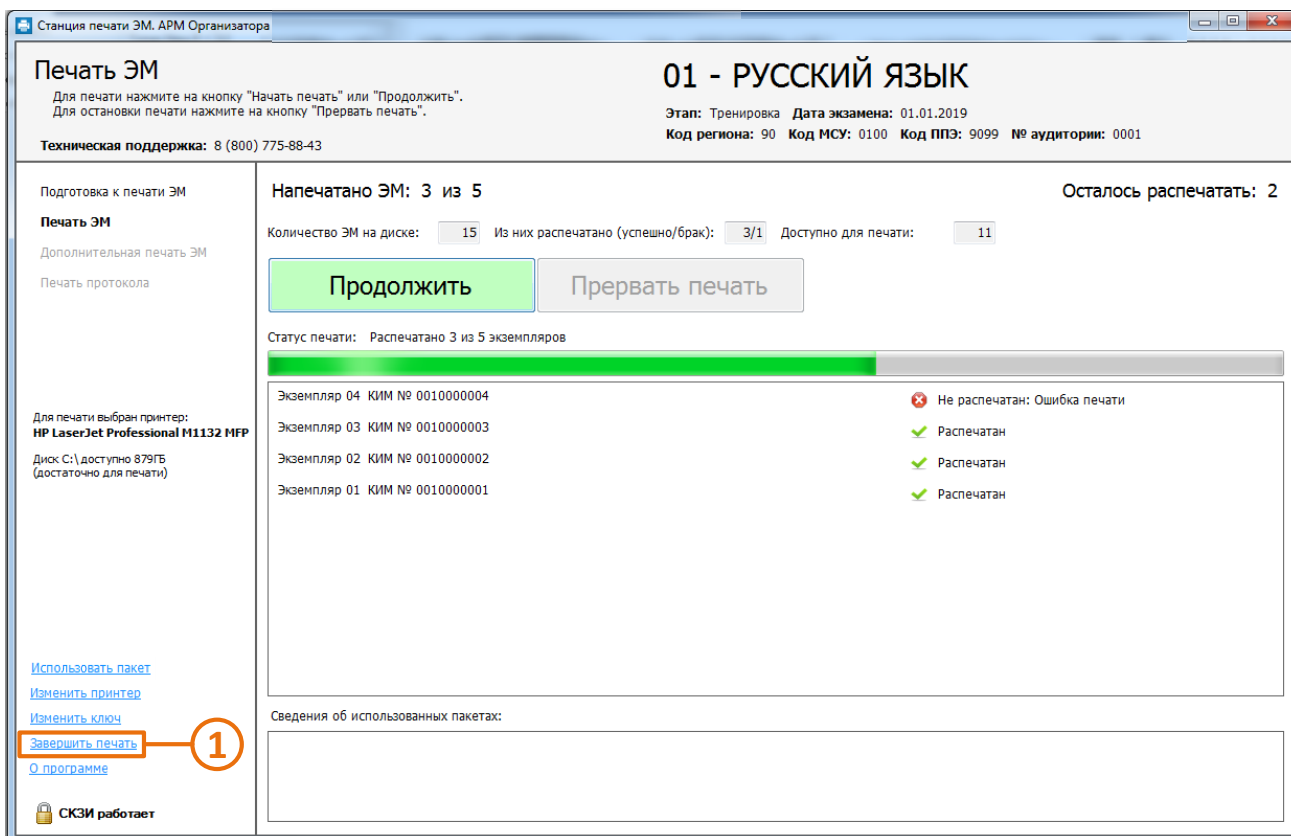 Станция печати ЭМ. АРМ Организатора
Печать ЭМ
Для печати нажмите на кнопку "Начать печать" или "Продолжить".
Для остановки печати нажмите на кнопку "Прервать печать".
Техническая поддержка: 8 (800) 775-88-43
01 - РУССКИЙ ЯЗЫК
Этап: Тренировка Дата экзамена: 01.01.2019
Код региона: 90 Код МСУ: 0100 Код ППЭ: 9099 № аудитории: 0001
Подготовка к печати ЭМ
Печать ЭМ
Дополнительная печать ЭМ
Печать протокола
Для печати выбран принтер:
HP LaserJet Professional M1132 MFP
Диск C:\ доступно 879ГБ
(достаточно для печати)
Использовать пакет
Изменить принтер
Изменить ключ
Завершить печать 1
О программе
СКЗИ работает
Напечатано ЭМ: 3 из 5 Осталось распечатать: 2
Количество ЭМ на диске: 15 Из них распечатано (успешно/брак): 3/1 Доступно для печати: 11
Продолжить Прервать печать
Статус печати: Распечатано 3 из 5 экземпляров
Экземпляр 04 КИМ № 0010000004 Не распечатан: Ошибка печати
Экземпляр 03 КИМ № 0010000003 Распечатан
Экземпляр 02 КИМ № 0010000002 Распечатан
Экземпляр 01 КИМ № 0010000001 Распечатан
Сведения об использованных пакетах: